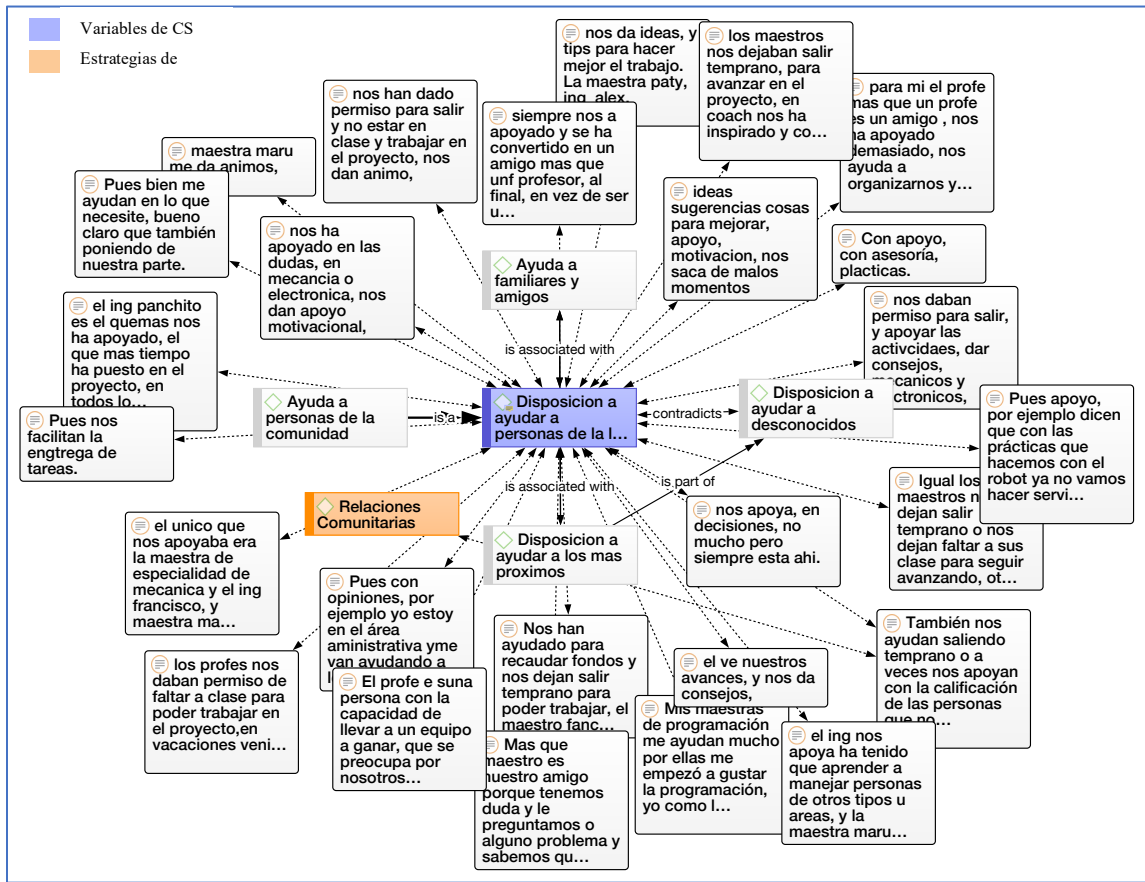 Variables de CS
Estrategias de
nos da ideas, y
tips para hacer
mejor el trabajo.
La maestra paty,
ing alex,
los maestros
nos dejaban salir
temprano, para
avanzar en el
proyecto, en
coach nos ha
inspirado y co…
para mi el profe
mas que un profe
es un amigo , nos
ha apoyado
demasiado, nos
ayuda a
organizarnos y…
nos han dado
permiso para salir
y no estar en
clase y trabajar
en el proyecto, nos
dan animo,
siempre nos a
apoyado y se ha
convertido en un
amigo mas que
unf profesor, al
final, en vez de ser
u…
maestra maru
me da animos,
Pues bien me
ayudan en lo que
necesite, bueno
claro que también
poniendo de
nuestra parte.
ideas
sugerencias cosas
para mejorar,
apoyo,
motivacion, nos
saca de malos
momentos
nos ha
apoyado en las
dudas, en
mecancia o
electronica, nos
dan apoyo
motivacional,
Con apoyo,
con asesoría,
placticas.
Ayuda a
familiares y
amigos
el ing panchito
es el quemas nos
ha apoyado, el
que mas tiempo
ha puesto en el
proyecto, en
todos lo…
nos daban
permiso para salir,
y apoyar las
activcidaes, dar
consejos,
mecanicos y
electronicos,
is associated with
Ayuda a
personas de la
comunidad
is a
Disposicion a
ayudar a
personas de la l…
contradicts
Disposicion a
ayudar a
desconocidos
Pues apoyo,
por ejemplo dicen
que con las
prácticas que
hacemos con el
robot ya no vamos
hacer servi…
Pues nos
facilitan la
engtrega de
tareas.
is associated with
is part of
Igual los
maestros n
dejan salir
temprano o nos
dejan faltar a sus
clase para seguir
avanzando, ot…
Relaciones
Comunitarias
nos apoya, en
decisiones, no
mucho pero
siempre esta ahi.
el unico que
nos apoyaba era
la maestra de
especialidad de
mecanica y el ing
francisco, y
maestra ma…
Disposicion a
ayudar a los mas
proximos
Pues con
opiniones, por
ejemplo yo estoy
en el área
aministrativa yme
van ayudando a
Nos han
ayudado para
recaudar fondos y
nos dejan salir
temprano para
poder trabajar, el
maestro fanc…
También nos
ayudan saliendo
temprano o a
veces nos apoyan
con la calificación
de las personas
que no…
los profes nos
daban permiso de
faltar a clase para
poder trabajar en
el proyecto,en
vacaciones veni…
El profe e suna
persona con la
capacidad de
llevar a un equipo
a ganar, que se
preocupa por
nosotros…
el ve nuestros
avances, y nos da
consejos,
Mis maestras
de programación
me ayudan mucho
por ellas me
empezó a gustar
la programación,
yo como l…
el ing nos
apoya ha tenido
que aprender a
manejar personas
de otros tipos u
areas, y la
maestra maru…
Mas que
maestro es
nuestro amigo
porque tenemos
duda y le
preguntamos o
alguno problema y
sabemos qu…